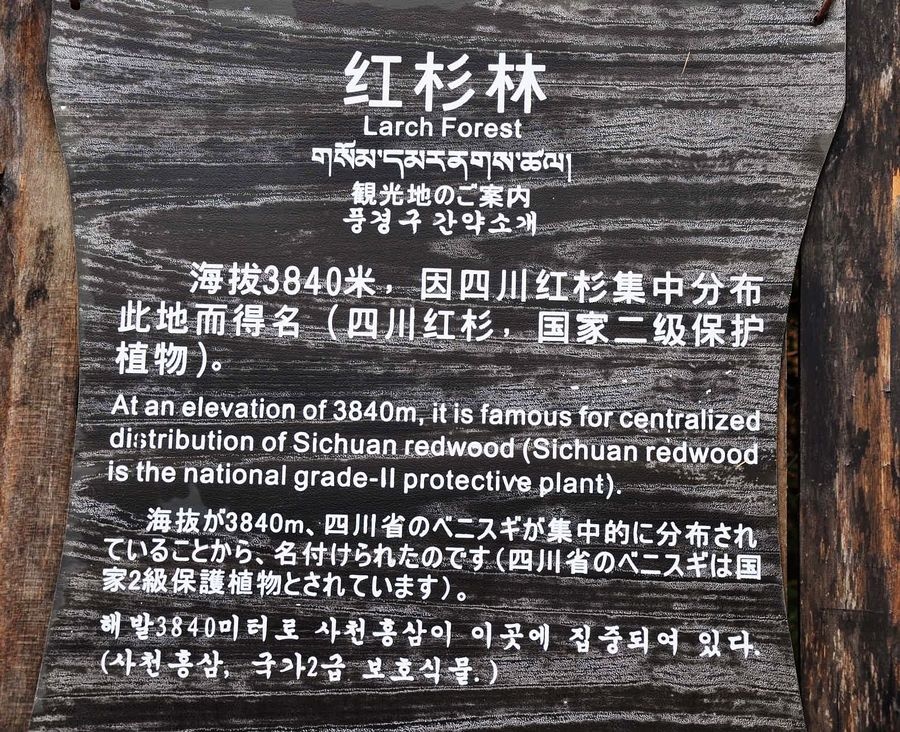 红杉林
Larch Forest
གསོམ་དམར་ནགས་ཚལ།
観光地のご案内
풍경구 간약소개
海拔3840米，因四川红杉集中分布
此地而得名（四川红杉，国家二级保护
植物）。
At an elevation of 3840m, it is famous for centralized
distribution of Sichuan redwood (Sichuan redwood
is the national grade-II protective plant).
海抜が3840m、四川省のベニスギが集中的に分布され
ていることから、名付けられたのです（四川省のベニスギは国
家2級保護植物とされています）。
해발3840미터로 사천홍삼이 이곳에 집중되여 있다.
(사천홍삼, 국가2급 보호식물.)